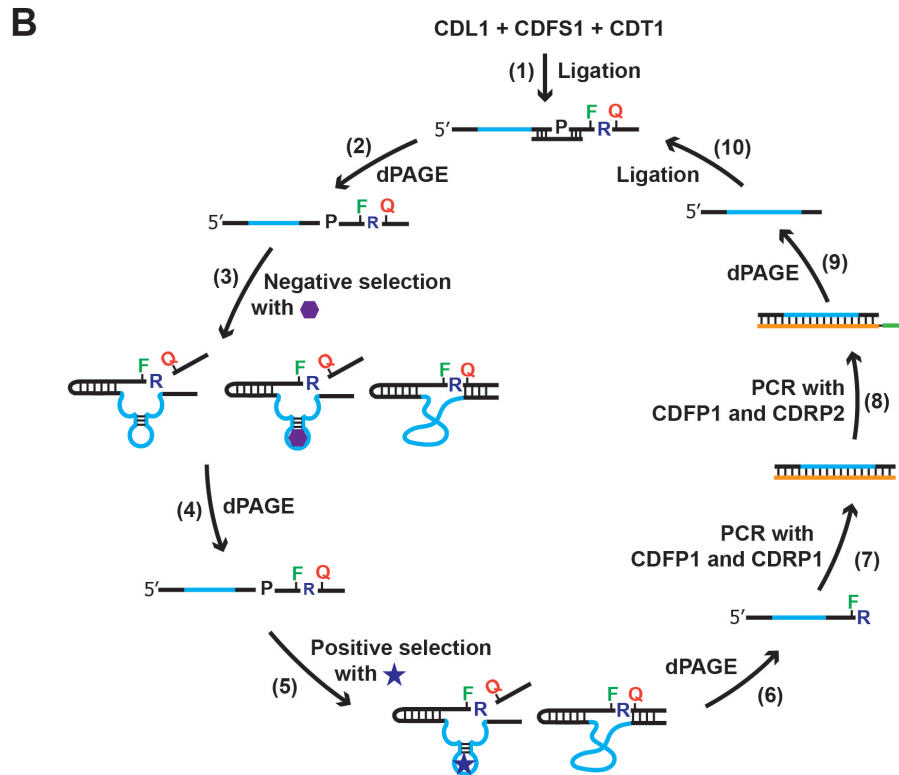 B
CDL1 + CDFS1 + CDT1
(1) Ligation
F Q
5′ P R
(2)
dPAGE
F Q
5′ P R
(3) Negative selection
with
F Q
R
F Q
R
F Q
R
(4) dPAGE
F Q
5′ P R
Positive selection
with
(5)
F Q
R
F Q
R
dPAGE
(6)
F
5′ R
PCR with
CDFP1 and CDRP1
(7)
PCR with
CDFP1 and CDRP2
(8)
dPAGE
(9)
5′
(10)
Ligation